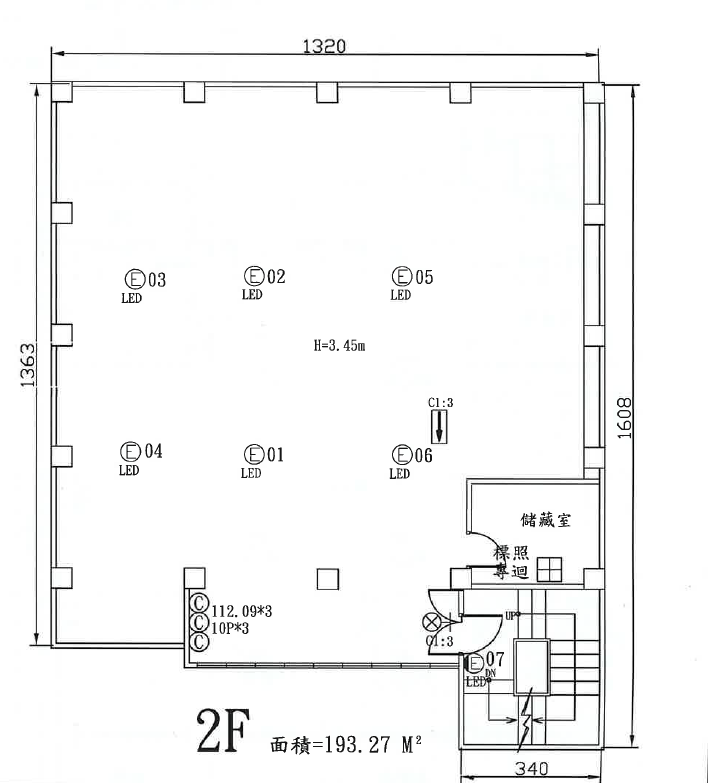 1320
E 03
LED
E 02
LED
E 05
LED
H=3.45m
1363
C1:3
1608
E 04
LED
E 01
LED
E 06
LED
儲藏室
標照
專迴
C
C
C
112.09*3
10P*3
C1:3
UP
E 07
LED
DN
2F
面積=193.27 M²
340